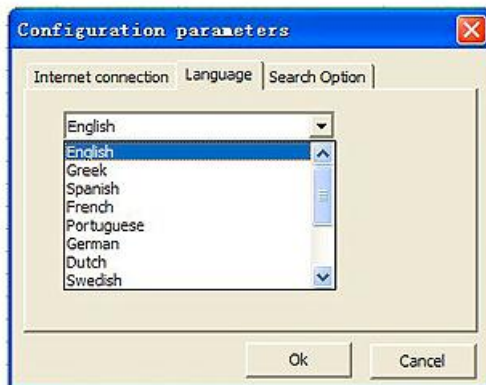 Configuration parameters
Internet connection Language Search Option
English
English
Greek
Spanish
French
Portuguese
German
Dutch
Swedish
Ok Cancel